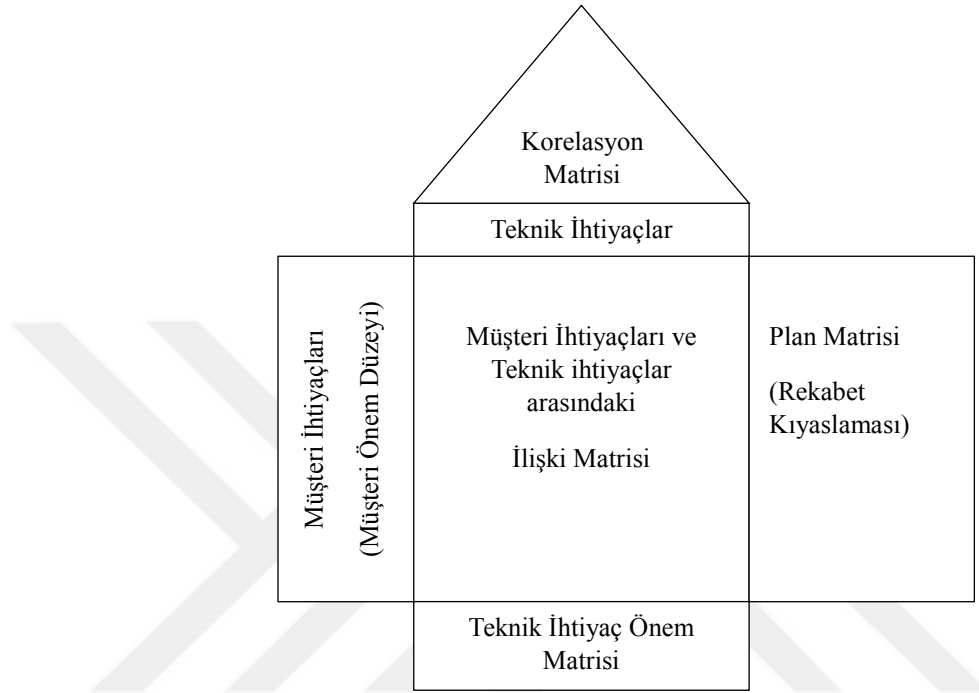 Korelasyon
Matrisi
Teknik İhtiyaçlar
Müşteri İhtiyaçları
(Müşteri Önem Düzeyi)
Müşteri İhtiyaçları ve
Teknik ihtiyaçlar
arasındaki
İlişki Matrisi
Plan Matrisi
(Rekabet
Kıyaslaması)
Teknik İhtiyaç Önem
Matrisi